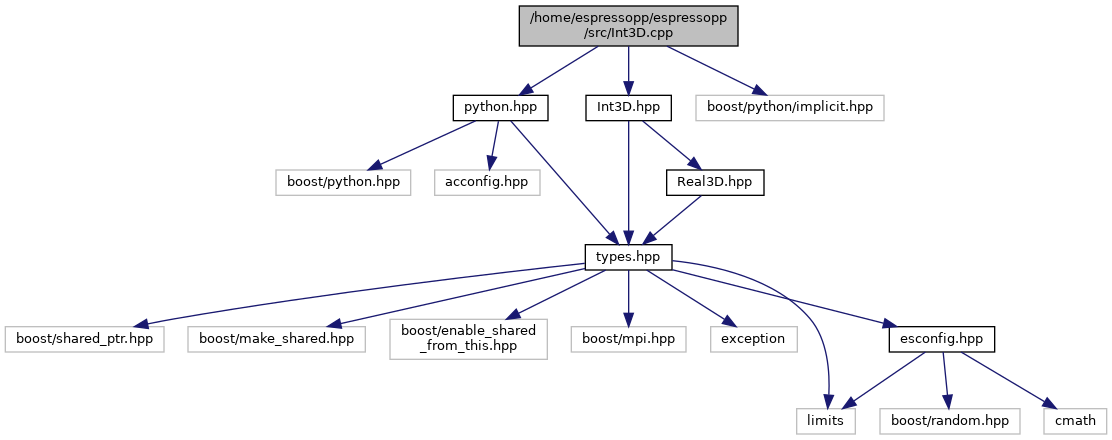 /home/espressopp/espressopp
/src/Int3D.cpp
python.hpp
Int3D.hpp
boost/python/implicit.hpp
boost/python.hpp
acconfig.hpp
Real3D.hpp
types.hpp
boost/shared_ptr.hpp
boost/make_shared.hpp
boost/enable_shared
_from_this.hpp
boost/mpi.hpp
exception
esconfig.hpp
limits
boost/random.hpp
cmath